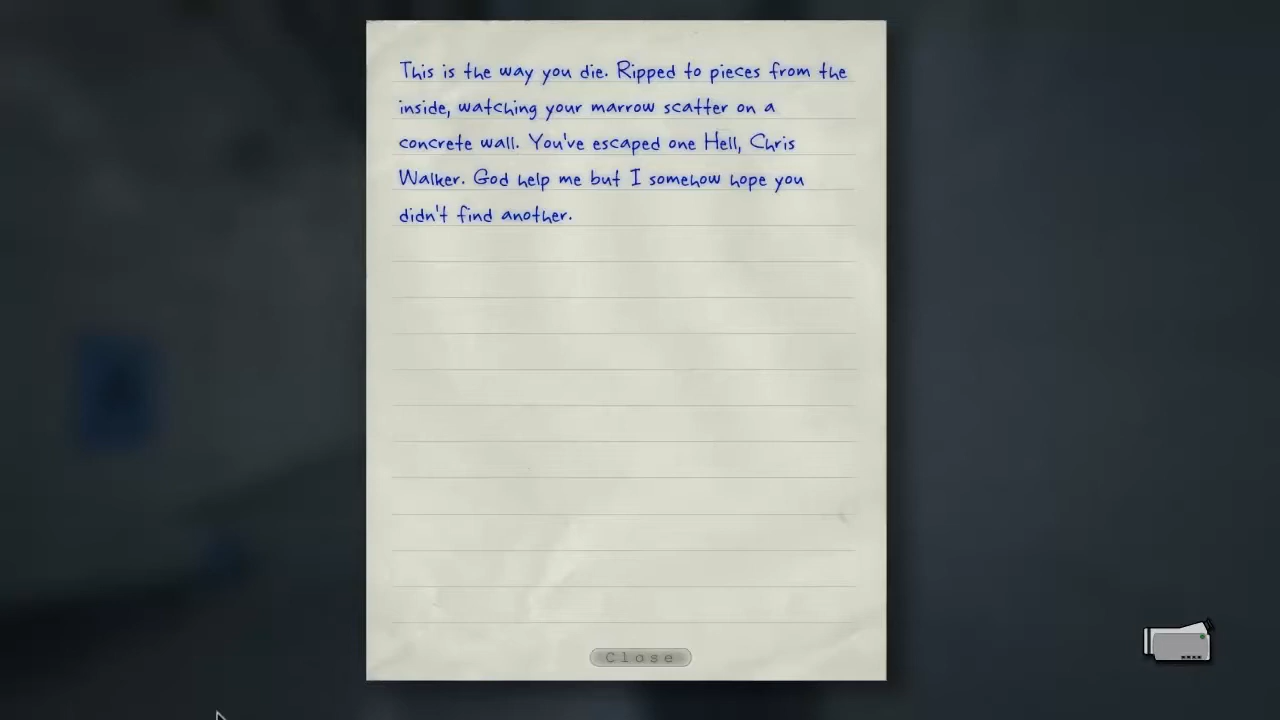 This is the way you die. Ripped to pieces from the
inside, watching your marrow scatter on a
concrete wall. You've escaped one Hell, Chris
Walker. God help me but I somehow hope you
didn't find another.
Close